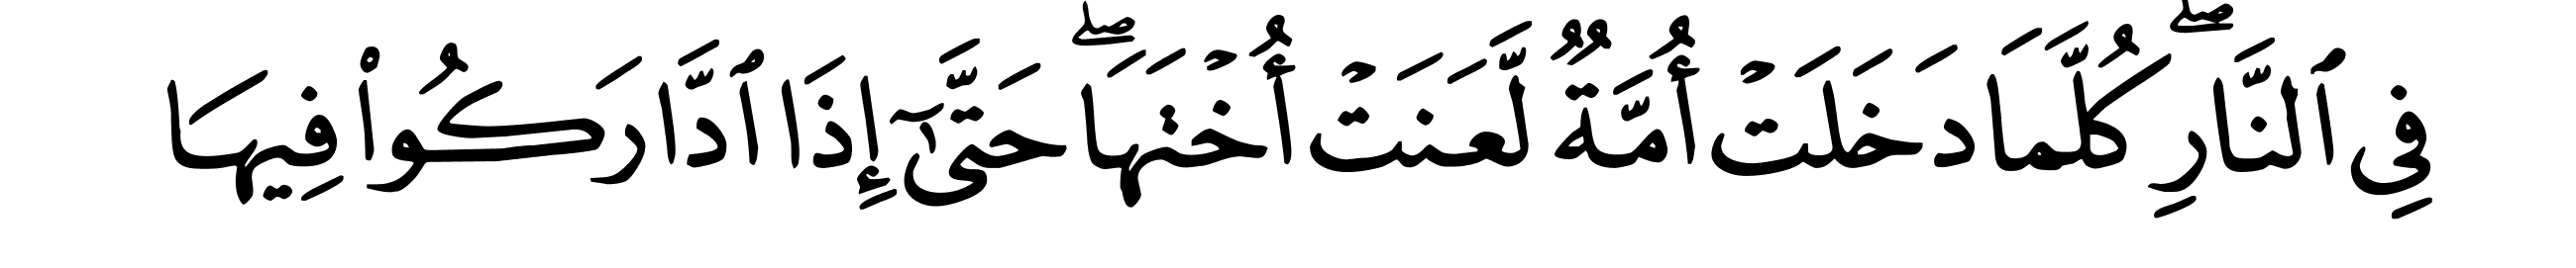 فِي ٱلنَّارِۖ كُلَّمَا دَخَلَتۡ أُمَّةٞ لَّعَنَتۡ أُخۡتَهَاۖ حَتَّىٰٓ إِذَا ٱدَّارَكُواْ فِيهَا